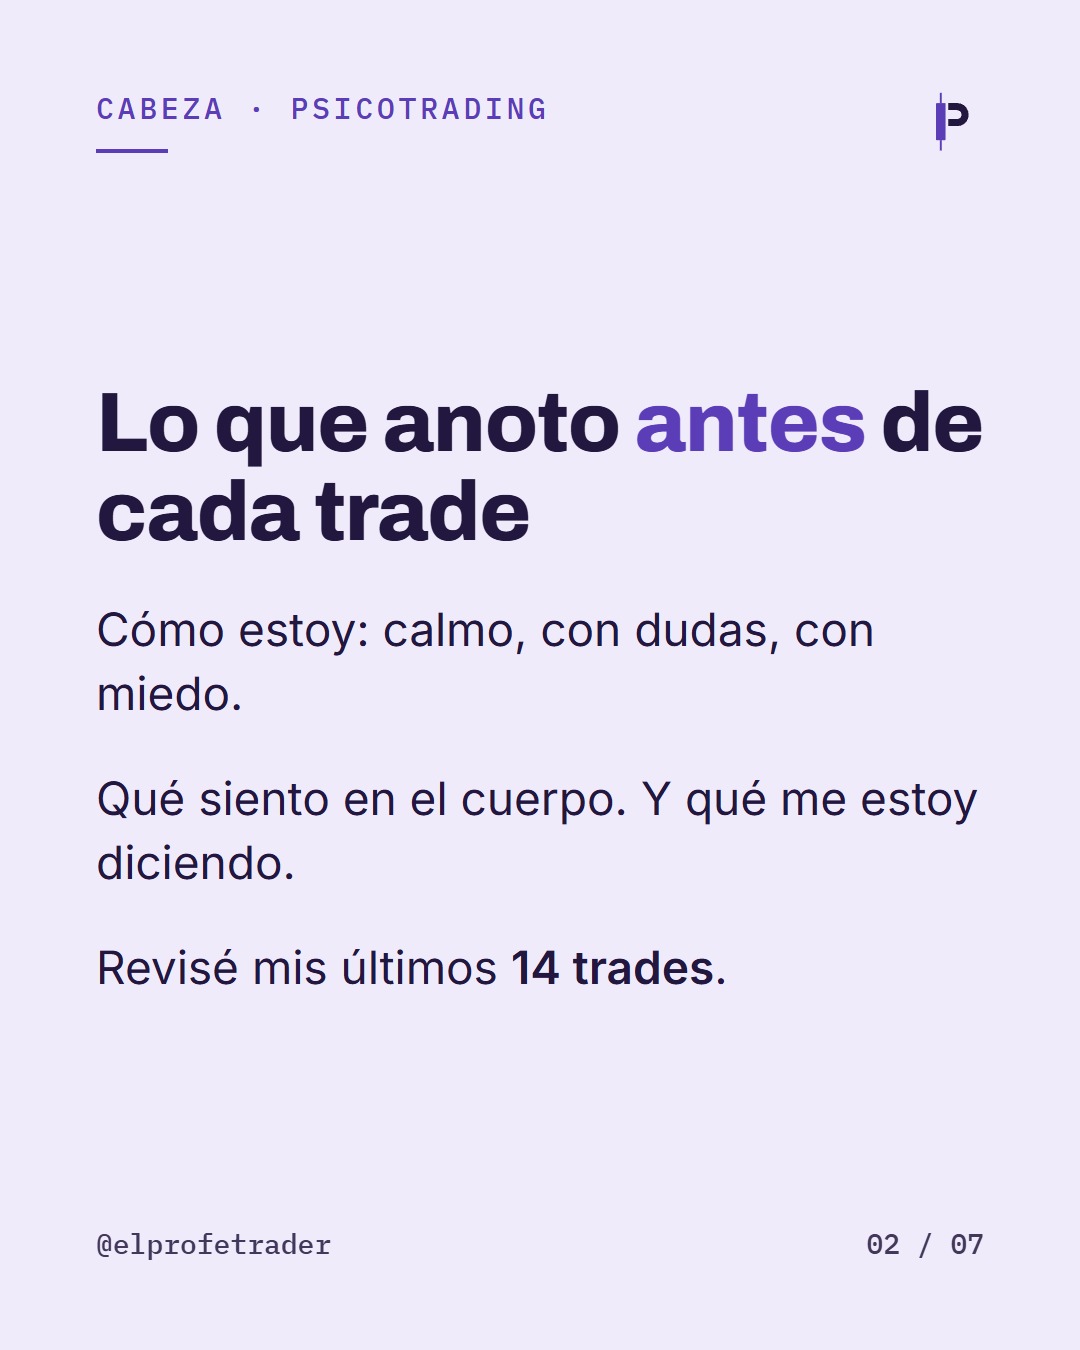 CABEZA · PSICOTRADING
Lo que anoto antes de
cada trade
Cómo estoy: calmo, con dudas, con
miedo.
Qué siento en el cuerpo. Y qué me estoy
diciendo.
Revisé mis últimos 14 trades.
@elprofetrader
02 / 07